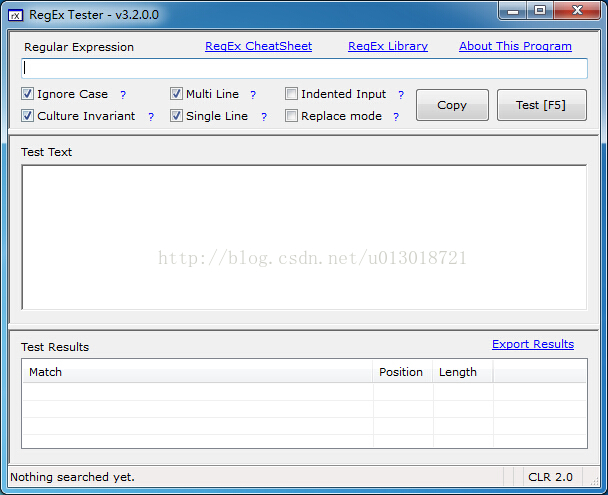 rX RegEx Tester - v3.2.0.0
Regular Expression RegEx CheatSheet RegEx Library About This Program
Ignore Case ? Multi Line ? Indented Input ?
Culture Invariant ? Single Line ? Replace mode ?
Copy Test [F5]
Test Text
http://blog.csdn.net/u013018721
Test Results Export Results
Match Position Length
Nothing searched yet. CLR 2.0